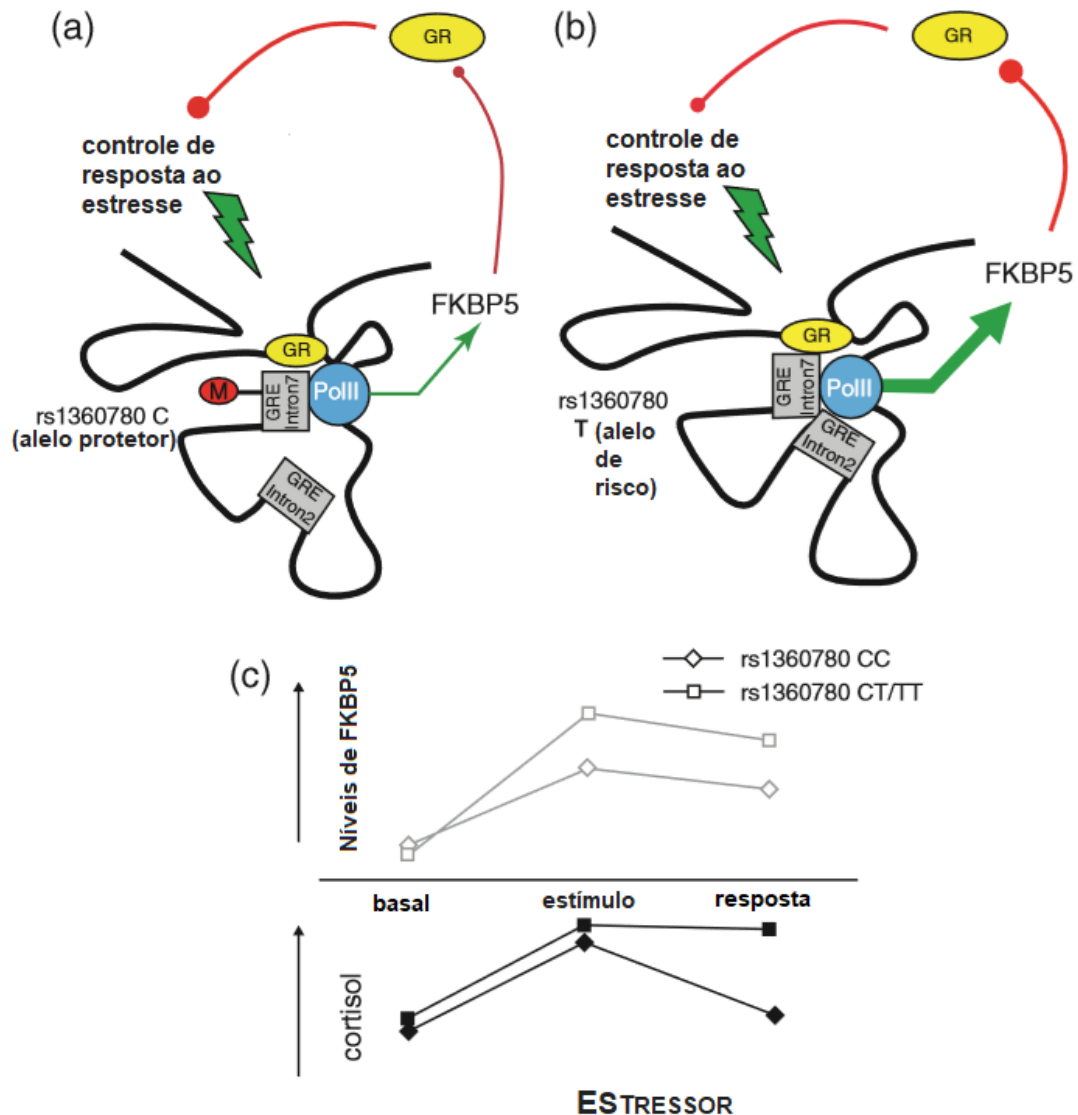 (a)
GR
controle de
resposta ao
estresse
FKBP5
GR
M
GRE
Intron7
PolII
rs1360780 C
(alelo protetor)
GRE
Intron2
(b)
GR
controle de
resposta ao
estresse
FKBP5
GR
GRE
Intron7
PolII
rs1360780
T (alelo
de
risco)
GRE
Intron2
(c)
rs1360780 CC
rs1360780 CT/TT
Níveis de FKBP5
basal
estímulo
resposta
cortisol
ESTRESSOR